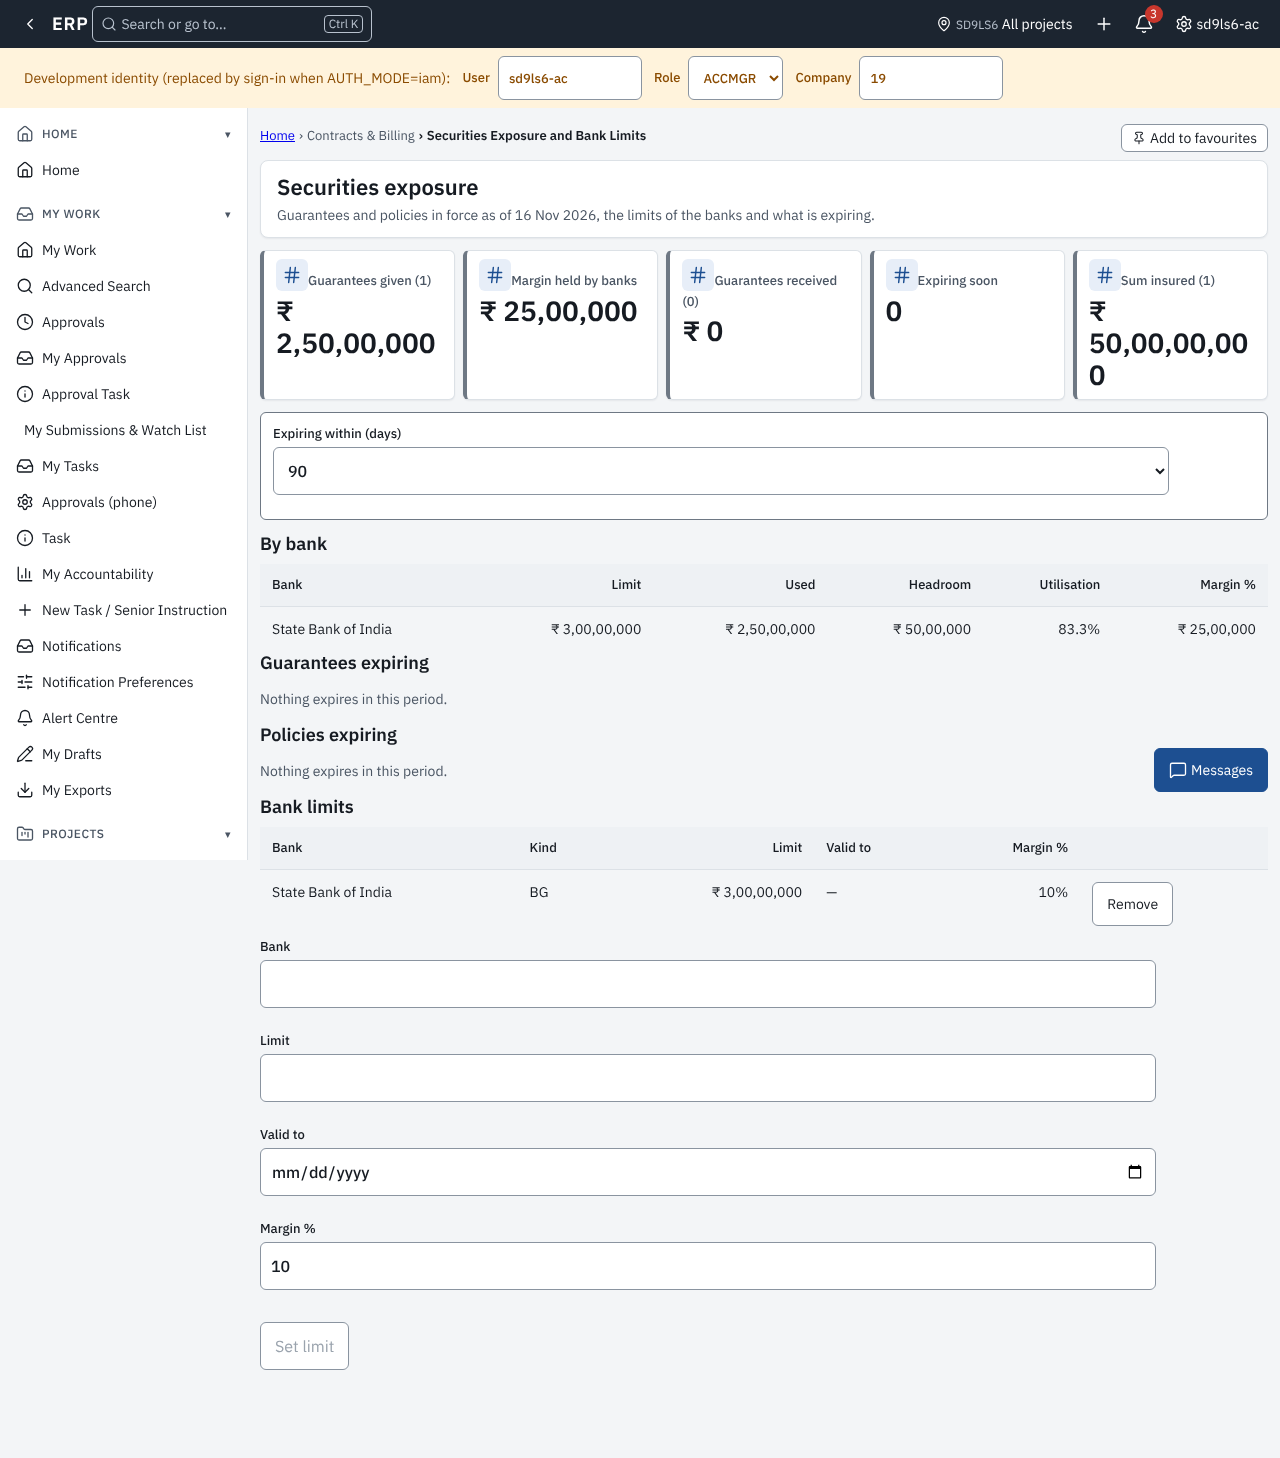 ERP
Search or go to...
Ctrl K
SD9LS6 All projects
3
sd9ls6-ac
Development identity (replaced by sign-in when AUTH_MODE=iam):
User
sd9ls6-ac
Role
ACCMGR
Company
19
HOME
Home
MY WORK
My Work
Advanced Search
Approvals
My Approvals
Approval Task
My Submissions & Watch List
My Tasks
Approvals (phone)
Task
My Accountability
New Task / Senior Instruction
Notifications
Notification Preferences
Alert Centre
My Drafts
My Exports
PROJECTS
Home › Contracts & Billing › Securities Exposure and Bank Limits
Add to favourites
Securities exposure
Guarantees and policies in force as of 16 Nov 2026, the limits of the banks and what is expiring.
Guarantees given (1)
₹
2,50,00,000
Margin held by banks
₹ 25,00,000
Guarantees received
(0)
₹ 0
Expiring soon
0
Sum insured (1)
₹
50,00,00,00
0
Expiring within (days)
90
By bank
Bank Limit Used Headroom Utilisation Margin %
State Bank of India ₹ 3,00,00,000 ₹ 2,50,00,000 ₹ 50,00,000 83.3% ₹ 25,00,000
Guarantees expiring
Nothing expires in this period.
Policies expiring
Nothing expires in this period.
Messages
Bank limits
Bank Kind Limit Valid to Margin %
State Bank of India BG ₹ 3,00,00,000 — 10% Remove
Bank
Limit
Valid to
mm/dd/yyyy
Margin %
10
Set limit